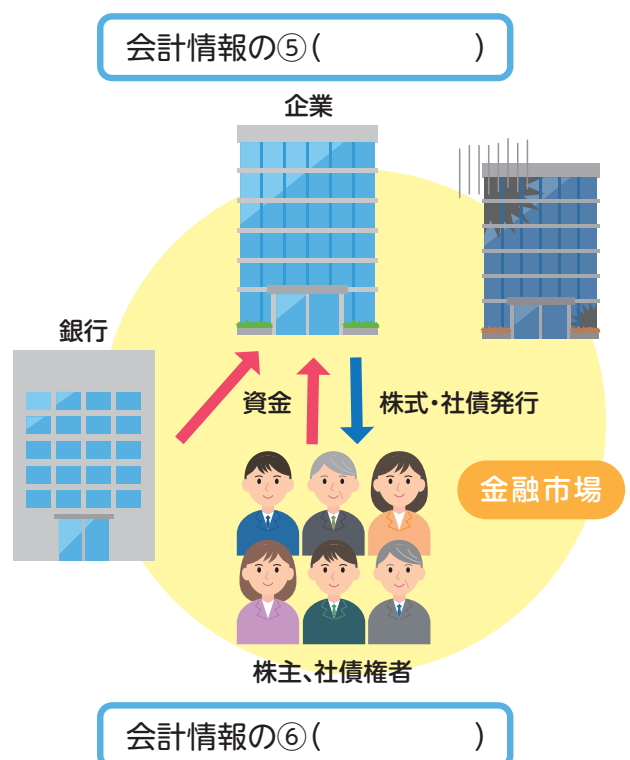 会計情報の⑤(　　　　　)
企業
銀行
資金
株式・社債発行
金融市場
株主、社債権者
会計情報の⑥(　　　　　)